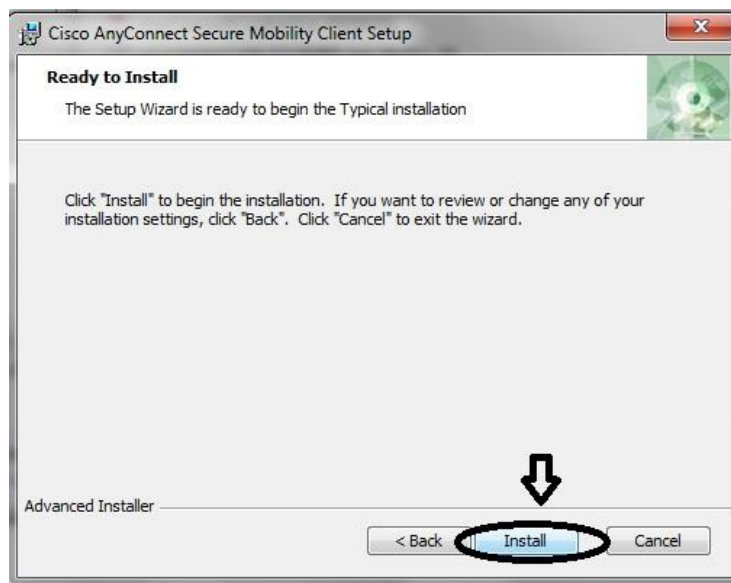 Cisco AnyConnect Secure Mobility Client Setup
Ready to Install
The Setup Wizard is ready to begin the Typical installation
Click "Install" to begin the installation.  If you want to review or change any of your
installation settings, click "Back".  Click "Cancel" to exit the wizard.
Advanced Installer
< Back Install Cancel